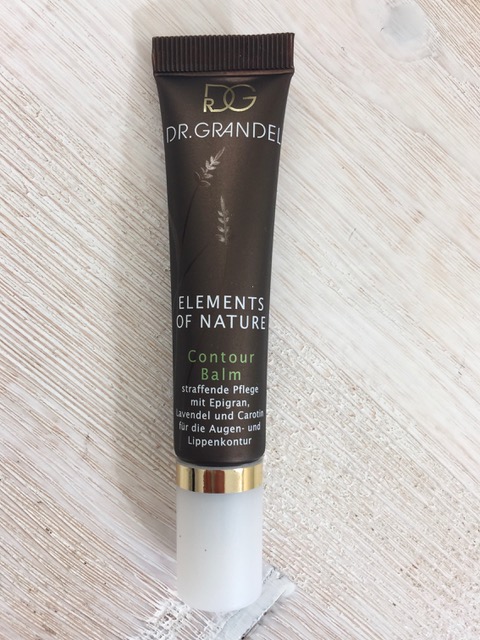 DRG
DR. GRANDEL
ELEMENTS
OF NATURE
Contour
Balm
straffende Pflege
mit Epigran,
Lavendel und Carotin
für die Augen- und
Lippenkontur